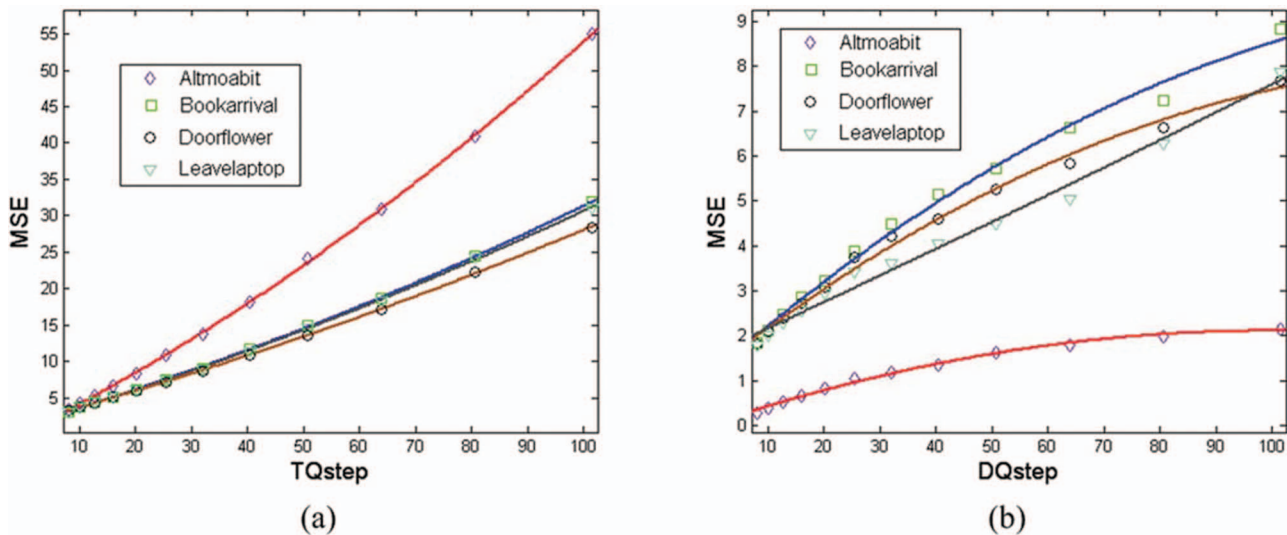 55
50
45
40
35
30
25
20
15
10
5
MSE
Altmoabit
Bookarrival
Doorflower
Leavelaptop
10 20 30 40 50 60 70 80 90 100
TQstep
(a)
9
8
7
6
5
4
3
2
1
0
MSE
Altmoabit
Bookarrival
Doorflower
Leavelaptop
10 20 30 40 50 60 70 80 90 100
DQstep
(b)